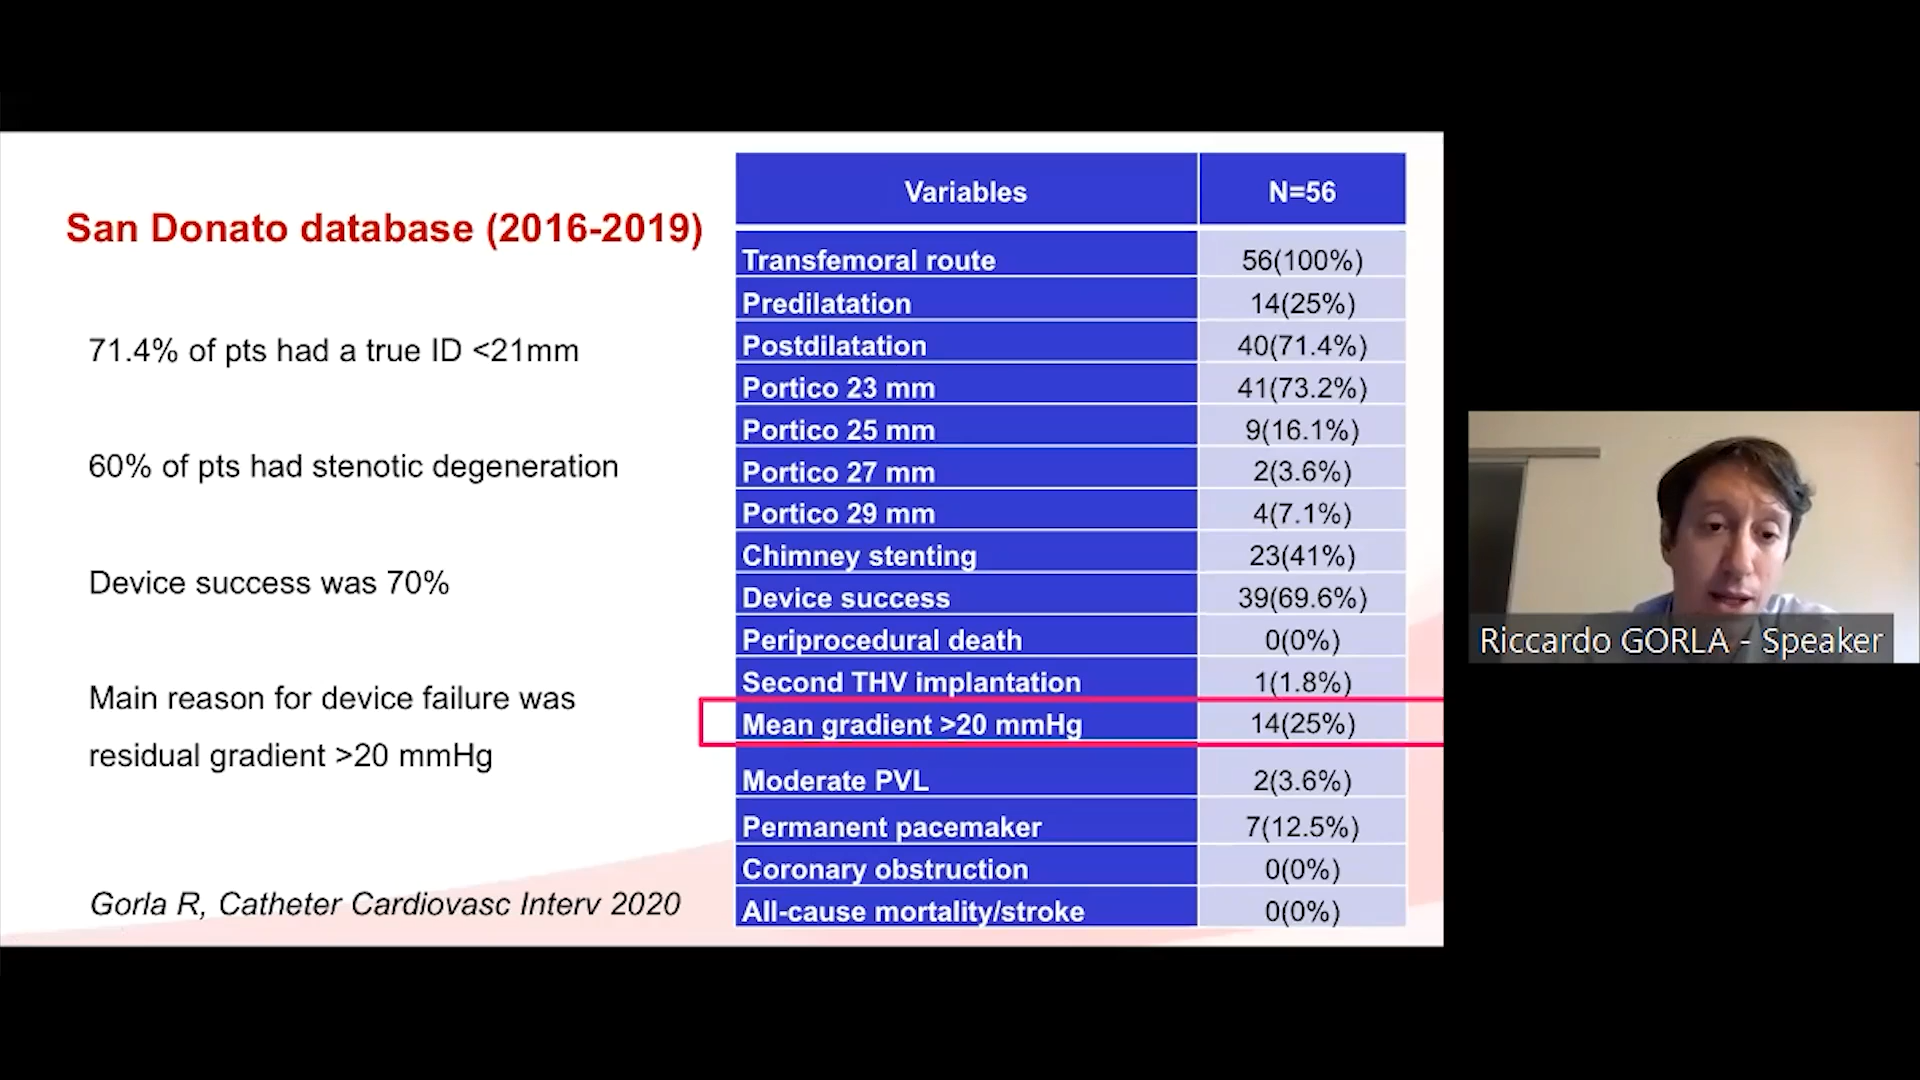 San Donato database (2016-2019)
71.4% of pts had a true ID <21mm
60% of pts had stenotic degeneration
Device success was 70%
Main reason for device failure was
residual gradient >20 mmHg
Gorla R, Catheter Cardiovasc Interv 2020
Variables N=56
Transfemoral route 56(100%)
Predilatation 14(25%)
Postdilatation 40(71.4%)
Portico 23 mm 41(73.2%)
Portico 25 mm 9(16.1%)
Portico 27 mm 2(3.6%)
Portico 29 mm 4(7.1%)
Chimney stenting 23(41%)
Device success 39(69.6%)
Periprocedural death 0(0%)
Second THV implantation 1(1.8%)
Mean gradient >20 mmHg 14(25%)
Moderate PVL 2(3.6%)
Permanent pacemaker 7(12.5%)
Coronary obstruction 0(0%)
All-cause mortality/stroke 0(0%)
Riccardo GORLA - Speaker